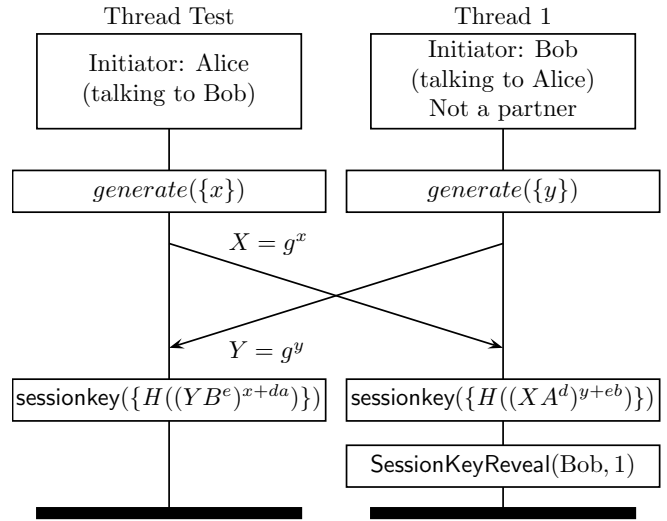 Thread Test
Thread 1
Initiator: Alice
(talking to Bob)
Initiator: Bob
(talking to Alice)
Not a partner
generate({x})
generate({y})
X = g^x
Y = g^y
sessionkey({H((YB^e)^{x+da})})
sessionkey({H((XA^d)^{y+eb})})
SessionKeyReveal(Bob, 1)